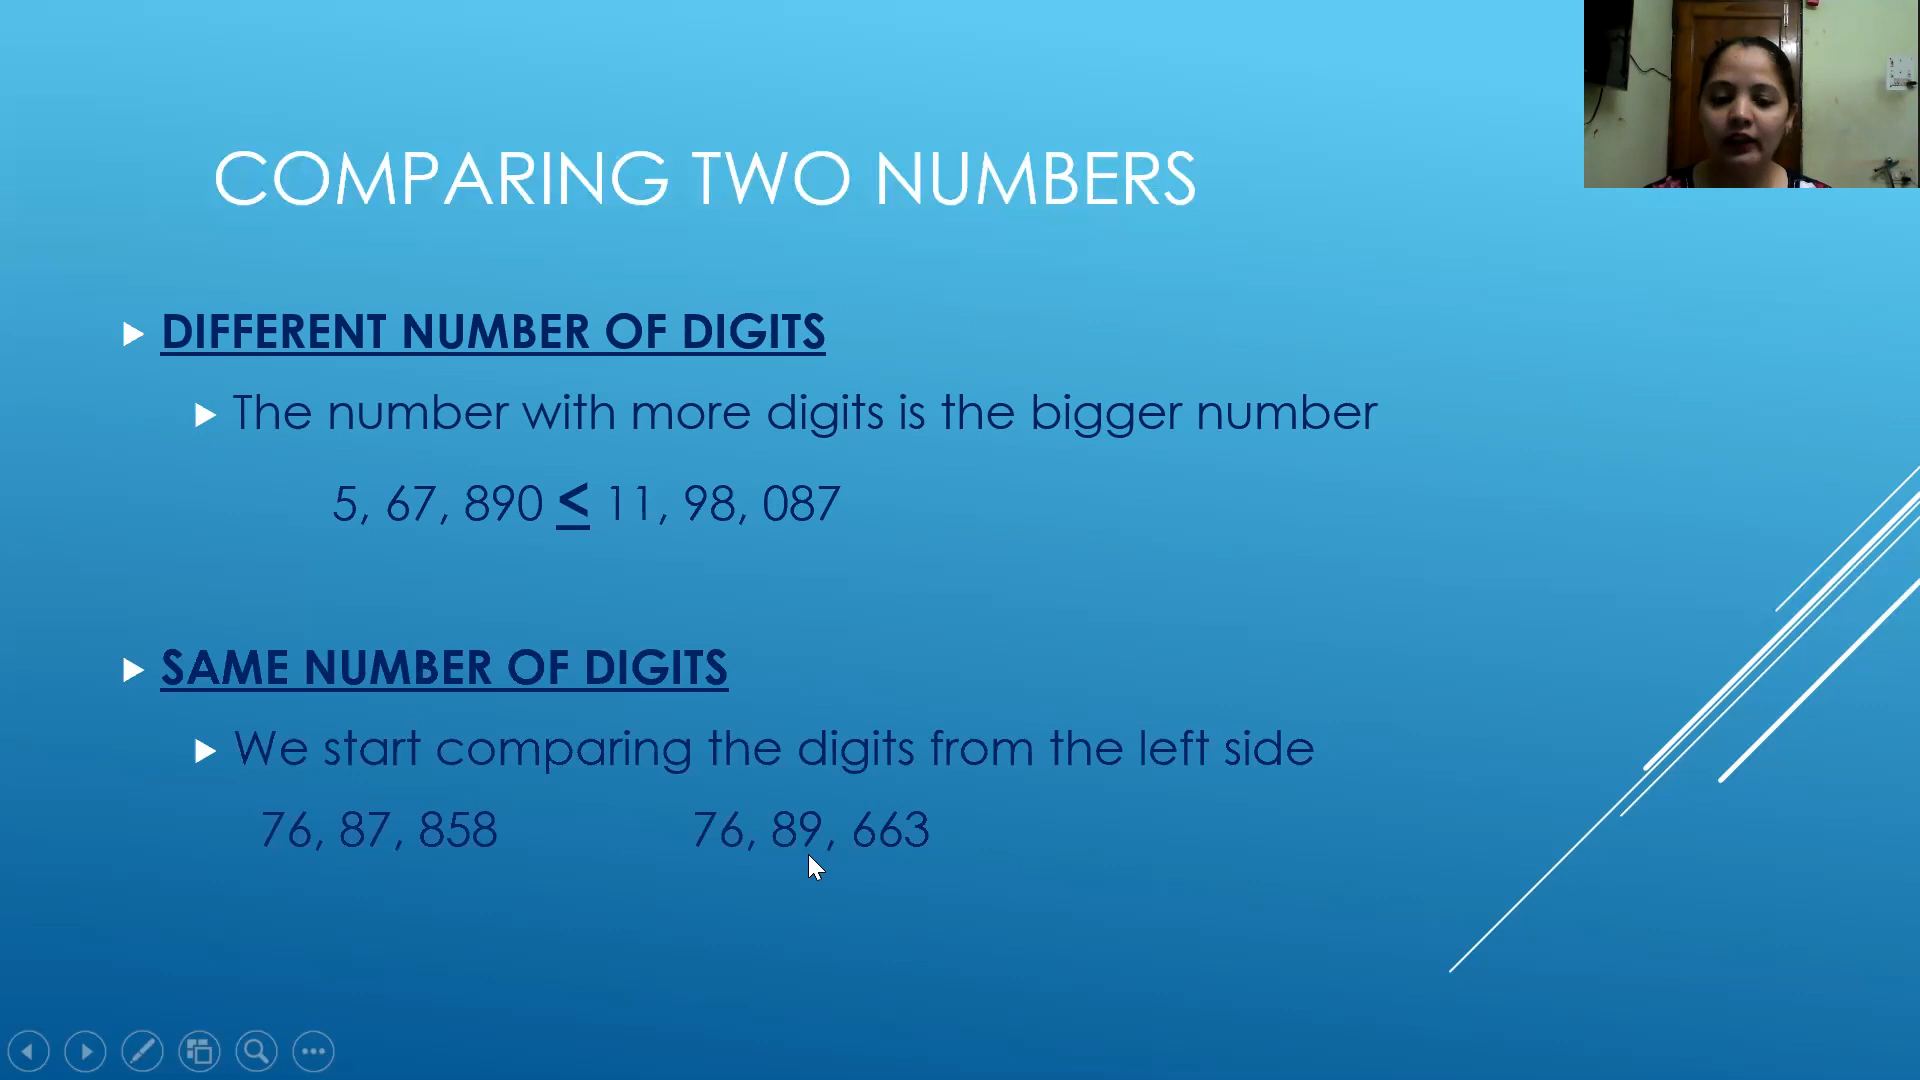 COMPARING TWO NUMBERS
DIFFERENT NUMBER OF DIGITS
The number with more digits is the bigger number
5, 67, 890 < 11, 98, 087
SAME NUMBER OF DIGITS
We start comparing the digits from the left side
76, 87, 858 76, 89, 663